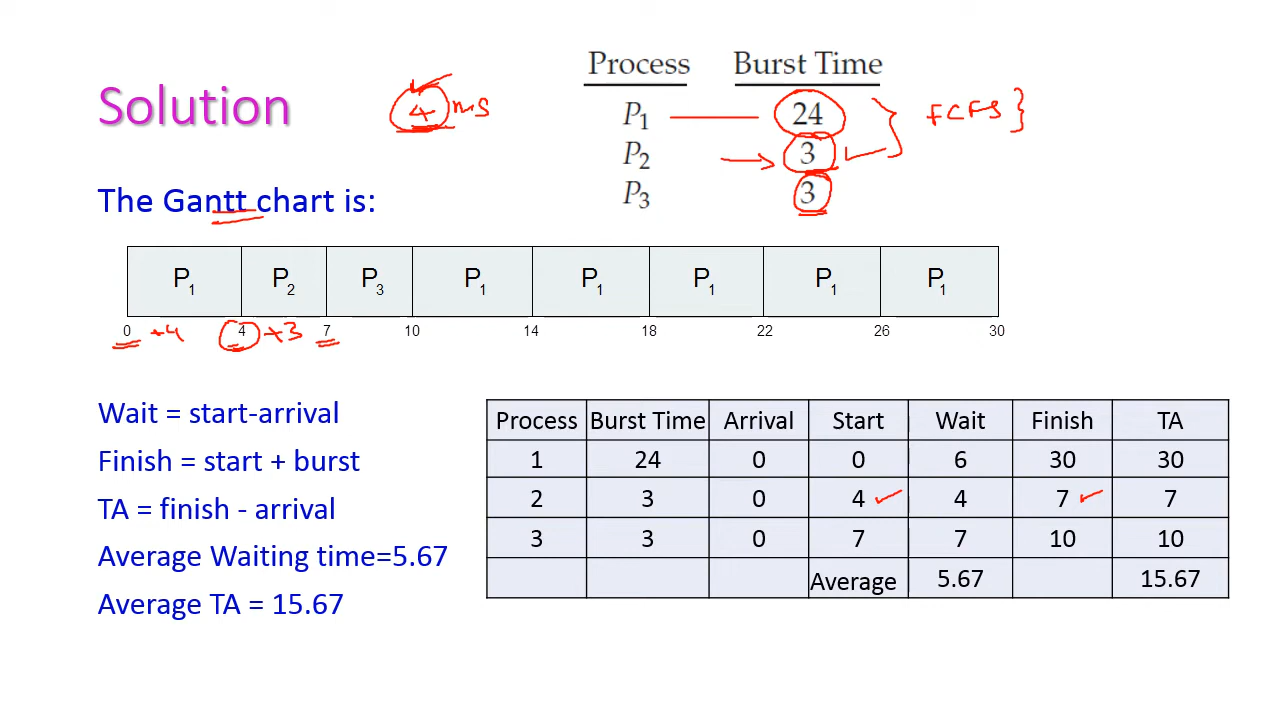 Solution
4 ms
Process Burst Time
P1 24
P2 3
P3 3
FCFS }
The Gantt chart is:
P1 P2 P3 P1 P1 P1 P1 P1
0 +4 4 +3 7 10 14 18 22 26 30
Wait = start-arrival
Finish = start + burst
TA = finish - arrival
Average Waiting time=5.67
Average TA = 15.67
Process Burst Time Arrival Start Wait Finish TA
1 24 0 0 6 30 30
2 3 0 4 4 7 7
3 3 0 7 7 10 10
Average 5.67 15.67